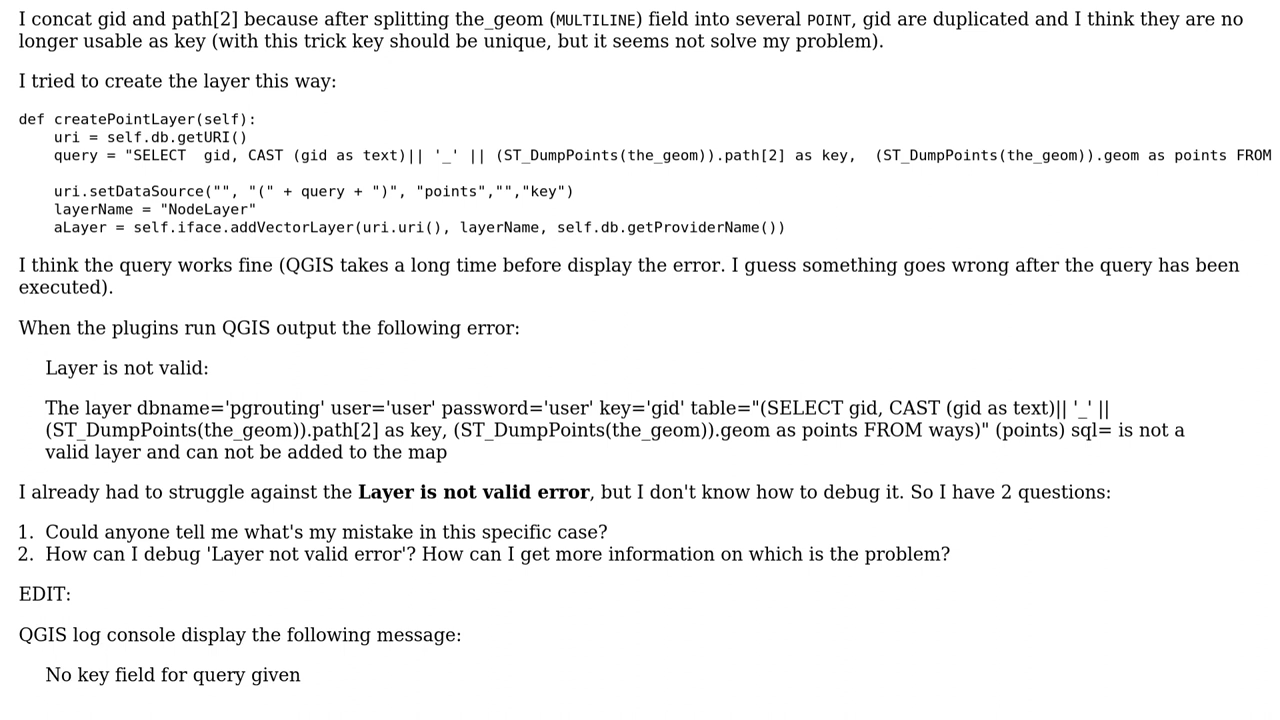 I concat gid and path[2] because after splitting the_geom (MULTILINE) field into several POINT, gid are duplicated and I think they are no
longer usable as key (with this trick key should be unique, but it seems not solve my problem).
I tried to create the layer this way:
def createPointLayer(self):
    uri = self.db.getURI()
    query = "SELECT  gid, CAST (gid as text)|| '_' || (ST_DumpPoints(the_geom)).path[2] as key,  (ST_DumpPoints(the_geom)).geom as points FROM
    uri.setDataSource("", "(" + query + ")", "points","","key")
    layerName = "NodeLayer"
    aLayer = self.iface.addVectorLayer(uri.uri(), layerName, self.db.getProviderName())
I think the query works fine (QGIS takes a long time before display the error. I guess something goes wrong after the query has been
executed).
When the plugins run QGIS output the following error:
Layer is not valid:
The layer dbname='pgrouting' user='user' password='user' key='gid' table="(SELECT gid, CAST (gid as text)|| '_' ||
(ST_DumpPoints(the_geom)).path[2] as key, (ST_DumpPoints(the_geom)).geom as points FROM ways)" (points) sql= is not a
valid layer and can not be added to the map
I already had to struggle against the Layer is not valid error, but I don't know how to debug it. So I have 2 questions:
1. Could anyone tell me what's my mistake in this specific case?
2. How can I debug 'Layer not valid error'? How can I get more information on which is the problem?
EDIT:
QGIS log console display the following message:
No key field for query given